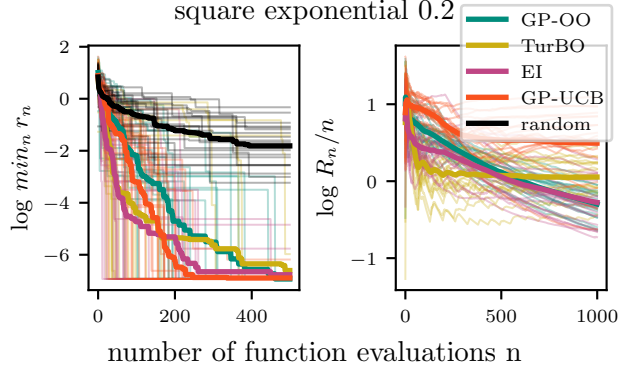 square exponential 0.2
GP-OO
TurBO
EI
GP-UCB
random
log min_n r_n
2
0
−2
−4
−6
0
200
400
log R_n/n
1
0
−1
0
500
1000
number of function evaluations n